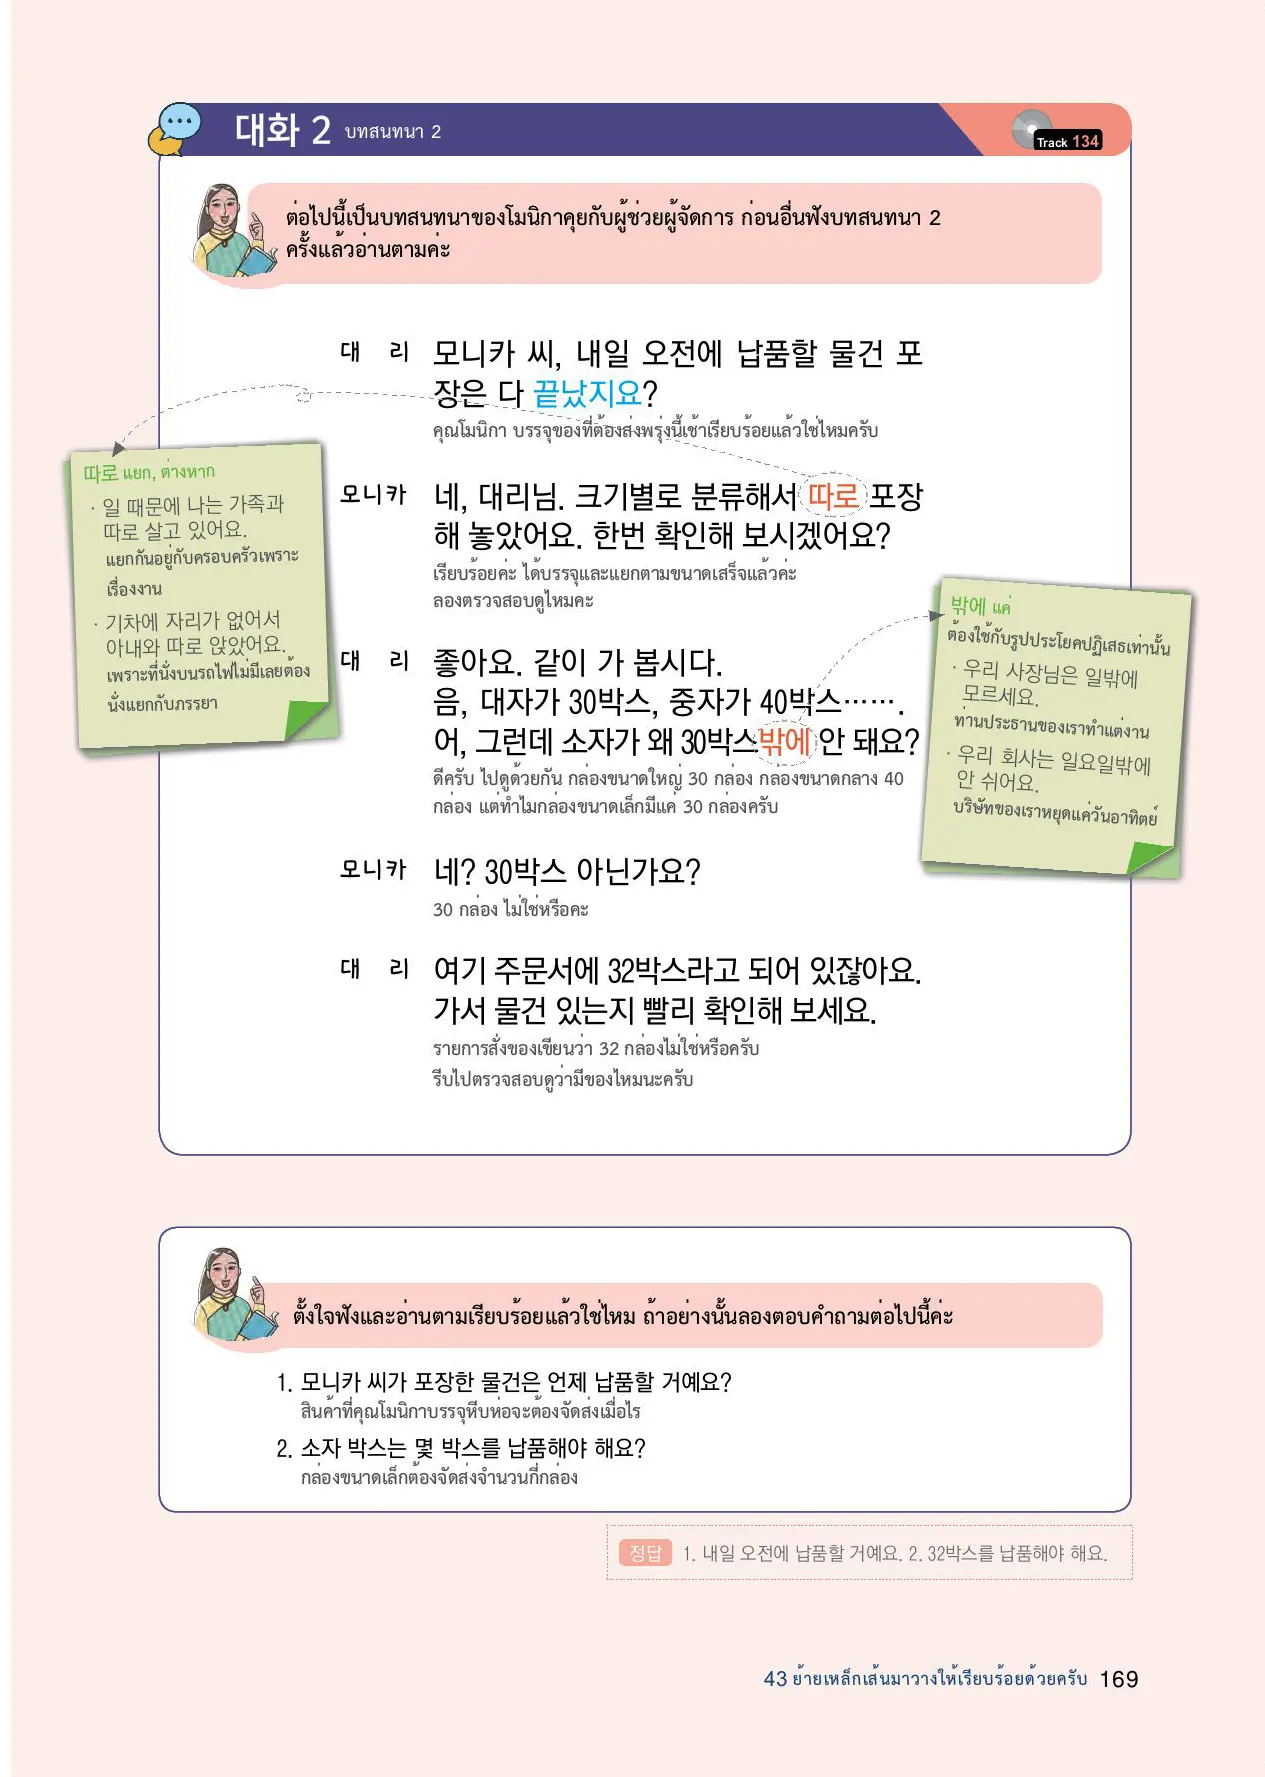 대화 2 บทสนทนา 2
Track 134
ต่อไปนี้เป็นบทสนทนาของโมนิกาคุยกับผู้ช่วยผู้จัดการ ก่อนอื่นฟังบทสนทนา 2
ครั้งแล้วอ่านตามค่ะ
대 리 모니카 씨, 내일 오전에 납품할 물건 포
장은 다 끝났지요?
คุณโมนิกา บรรจุของที่ต้องส่งพรุ่งนี้เช้าเรียบร้อยแล้วใช่ไหมครับ
모니카 네, 대리님. 크기별로 분류해서 따로 포장
해 놓았어요. 한번 확인해 보시겠어요?
เรียบร้อยค่ะ ได้บรรจุและแยกตามขนาดเสร็จแล้วค่ะ
ลองตรวจสอบดูไหมคะ
대 리 좋아요. 같이 가 봅시다.
음, 대자가 30박스, 중자가 40박스…….
어, 그런데 소자가 왜 30박스밖에 안 돼요?
ดีครับ ไปดูด้วยกัน กล่องขนาดใหญ่ 30 กล่อง กล่องขนาดกลาง 40
กล่อง แต่ทำไมกล่องขนาดเล็กมีแค่ 30 กล่องครับ
모니카 네? 30박스 아닌가요?
30 กล่อง ไม่ใช่หรือคะ
대 리 여기 주문서에 32박스라고 되어 있잖아요.
가서 물건 있는지 빨리 확인해 보세요.
รายการสั่งของเขียนว่า 32 กล่องไม่ใช่หรือครับ
รีบไปตรวจสอบดูว่ามีของไหมนะครับ
따로 แยก, ต่างหาก
· 일 때문에 나는 가족과
따로 살고 있어요.
แยกกันอยู่กับครอบครัวเพราะ
เรื่องงาน
· 기차에 자리가 없어서
아내와 따로 앉았어요.
เพราะที่นั่งบนรถไฟไม่มีเลยต้อง
นั่งแยกกับภรรยา
밖에 แค่
ต้องใช้กับรูปประโยคปฏิเสธเท่านั้น
· 우리 사장님은 일밖에
모르세요.
ท่านประธานของเราทำแต่งาน
· 우리 회사는 일요일밖에
안 쉬어요.
บริษัทของเราหยุดแค่วันอาทิตย์
ตั้งใจฟังและอ่านตามเรียบร้อยแล้วใช่ไหม ถ้าอย่างนั้นลองตอบคำถามต่อไปนี้ค่ะ
1. 모니카 씨가 포장한 물건은 언제 납품할 거예요?
สินค้าที่คุณโมนิกาบรรจุหีบห่อจะต้องจัดส่งเมื่อไร
2. 소자 박스는 몇 박스를 납품해야 해요?
กล่องขนาดเล็กต้องจัดส่งจำนวนกี่กล่อง
정답 1. 내일 오전에 납품할 거예요. 2. 32박스를 납품해야 해요.
43 ย้ายเหล็กเส้นมาวางให้เรียบร้อยด้วยครับ 169